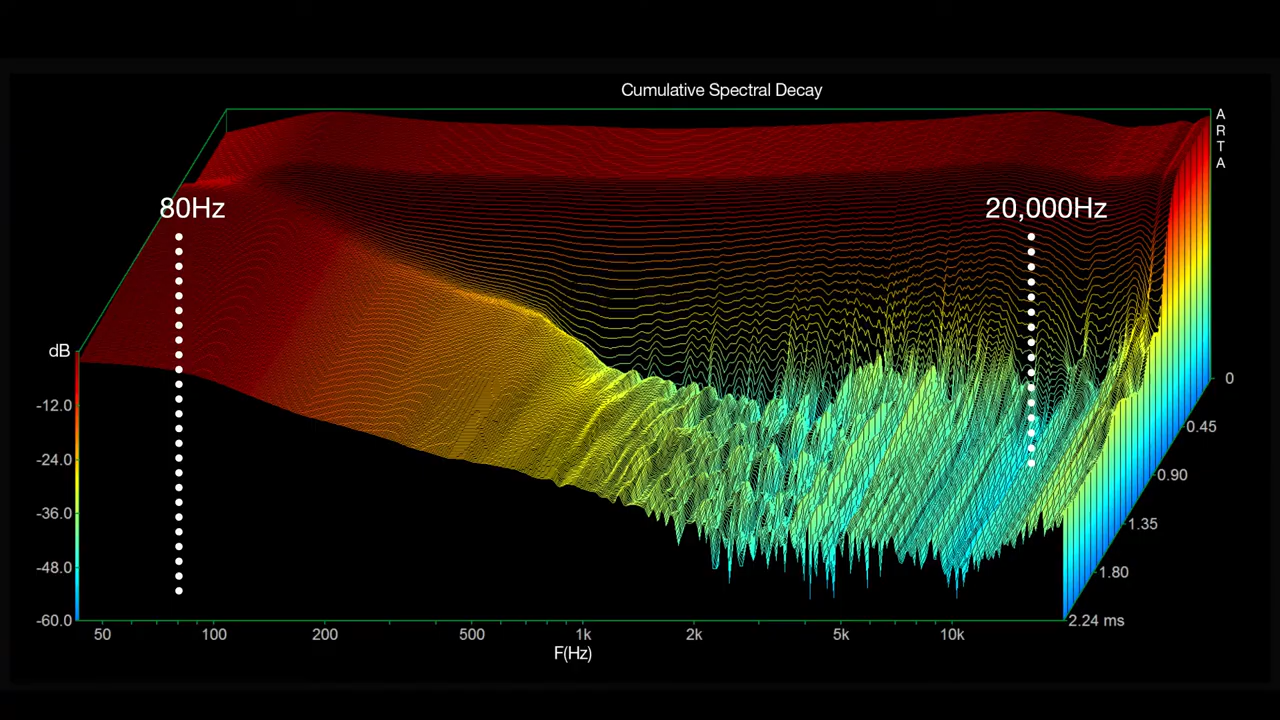 Cumulative Spectral Decay
A
R
T
A
80Hz
20,000Hz
dB
-12.0
-24.0
-36.0
-48.0
-60.0
0
0.45
0.90
1.35
1.80
2.24 ms
50 100 200 500 1k 2k 5k 10k
F(Hz)